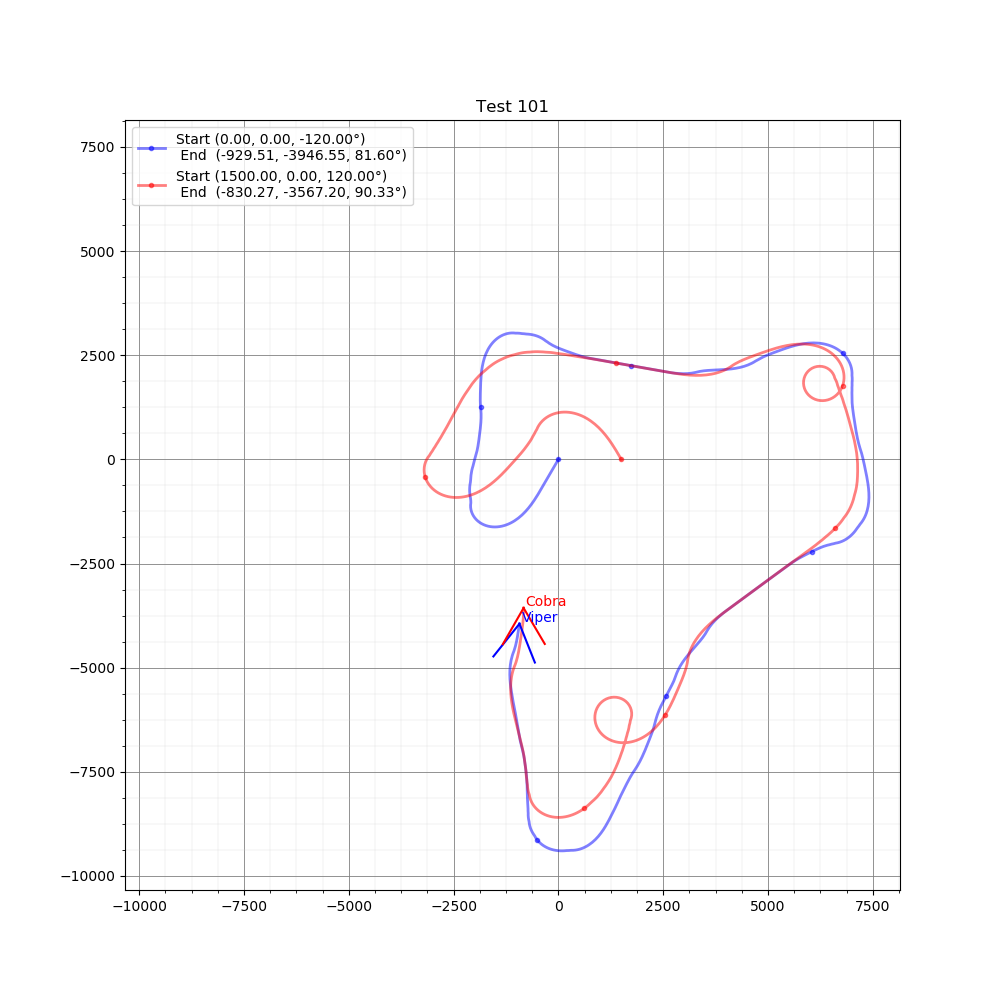 Test 101
Start (0.00, 0.00, -120.00°)
End  (-929.51, -3946.55, 81.60°)
Start (1500.00, 0.00, 120.00°)
End  (-830.27, -3567.20, 90.33°)
7500
5000
2500
0
−2500
−5000
−7500
−10000
Cobra
Viper
−10000 −7500 −5000 −2500 0 2500 5000 7500